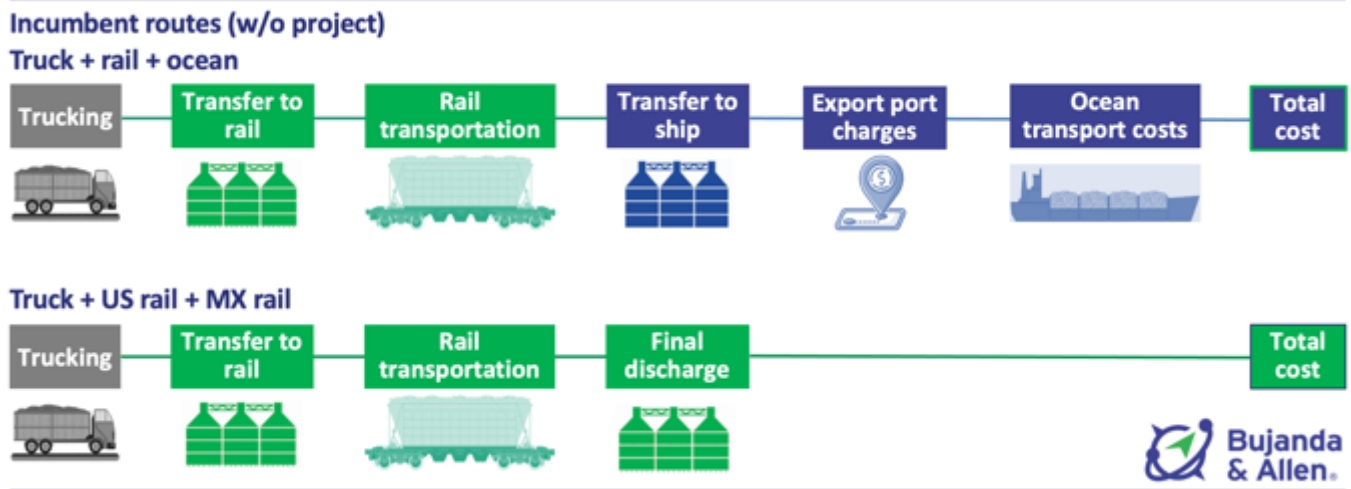 Incumbent routes (w/o project)
Truck + rail + ocean
Trucking
Transfer to
rail
Rail
transportation
Transfer to
ship
Export port
charges
Ocean
transport costs
Total
cost
$
Truck + US rail + MX rail
Trucking
Transfer to
rail
Rail
transportation
Final
discharge
Total
cost
Bujanda
& Allen®